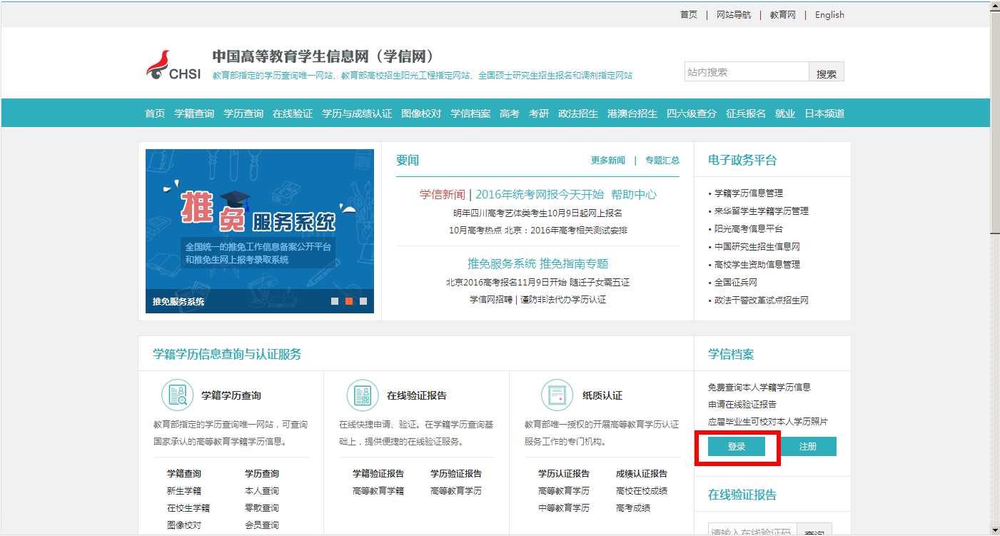 首页 | 网站导航 | 教育网 | English
CHSI
中国高等教育学生信息网（学信网）
教育部指定的学历查询唯一网站、教育部高校招生阳光工程指定网站、全国硕士研究生招生报名和调剂指定网站
站内搜索 搜索
首页 学籍查询 学历查询 在线验证 学历与成绩认证 图像校对 学信档案 高考 考研 政法招生 港澳台招生 四六级查分 征兵报名 就业 日本频道
推免服务系统
全国统一的推免工作信息备案公开平台
和推免生网上报考录取系统
推免服务系统
要闻 更多新闻 | 专题汇总
学信新闻 | 2016年统考网报今天开始 帮助中心
明年四川高考艺体类考生10月9日起网上报名
10月高考热点 北京：2016年高考相关测试安排
推免服务系统 推免指南专题
北京2016高考报名11月9日开始 随迁子女需五证
学信网招聘 | 谨防非法代办学历认证
电子政务平台
• 学籍学历信息管理
• 来华留学生学籍学历管理
• 阳光高考信息平台
• 中国研究生招生信息网
• 高校学生资助信息管理
• 全国征兵网
• 政法干警改革试点招生网
学籍学历信息查询与认证服务
学籍学历查询
教育部指定的学历查询唯一网站，可查询
国家承认的高等教育学籍学历信息。
学籍查询 学历查询
新生学籍 本人查询
在校生学籍 零散查询
图像校对 会员查询
在线验证报告
在线快捷申请、验证。在学籍学历查询基
础上，提供便捷的在线验证服务。
学籍验证报告 学历验证报告
高等教育学籍 高等教育学历
纸质认证
教育部唯一授权的开展高等教育学历认证
服务工作的专门机构。
学历认证报告 成绩认证报告
高等教育学历 高校在校成绩
中等教育学历 高考成绩
学信档案
免费查询本人学籍学历信息
申请在线验证报告
应届毕业生可校对本人学历照片
登录 注册
在线验证报告
请输入在线验证码 查询